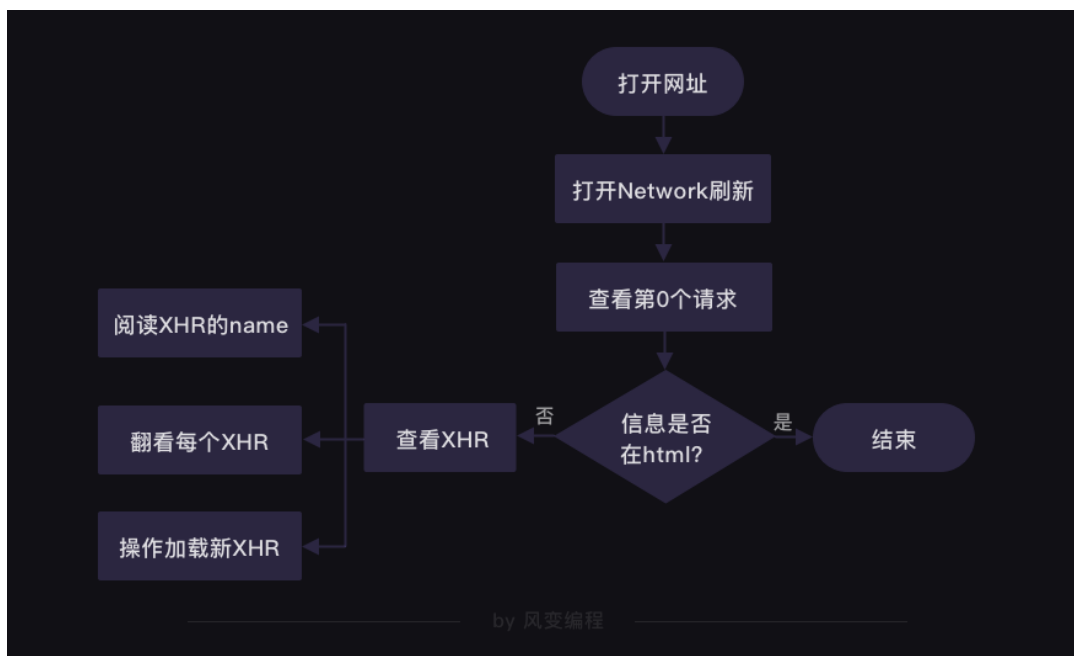 打开网址
打开Network刷新
查看第0个请求
阅读XHR的name
信息是否
在html?
否
是
翻看每个XHR
查看XHR
结束
操作加载新XHR
by 风变编程